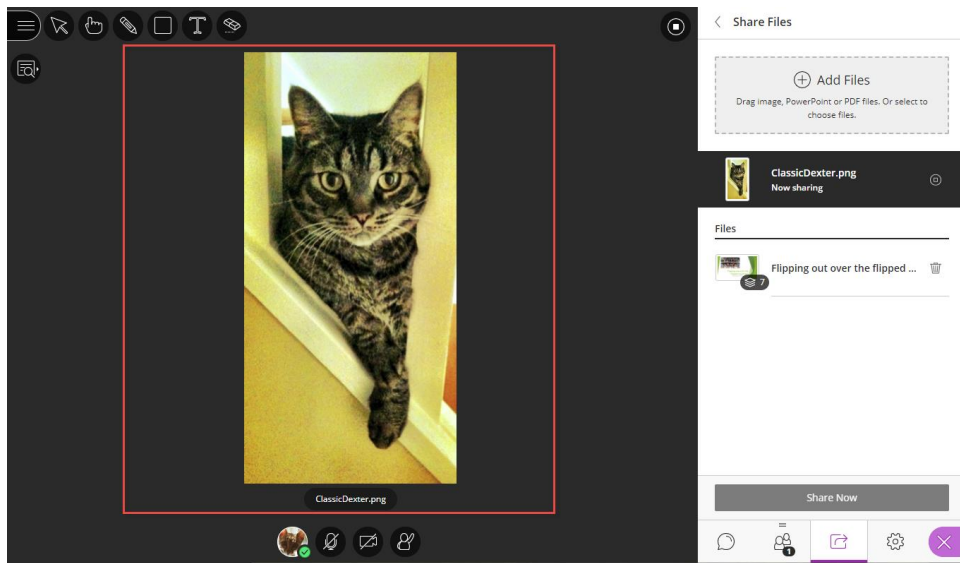 T
Share Files
Add Files
Drag image, PowerPoint or PDF files. Or select to
choose files.
ClassicDexter.png
Now sharing
Files
Flipping out over the flipped ...
7
ClassicDexter.png
Share Now
1